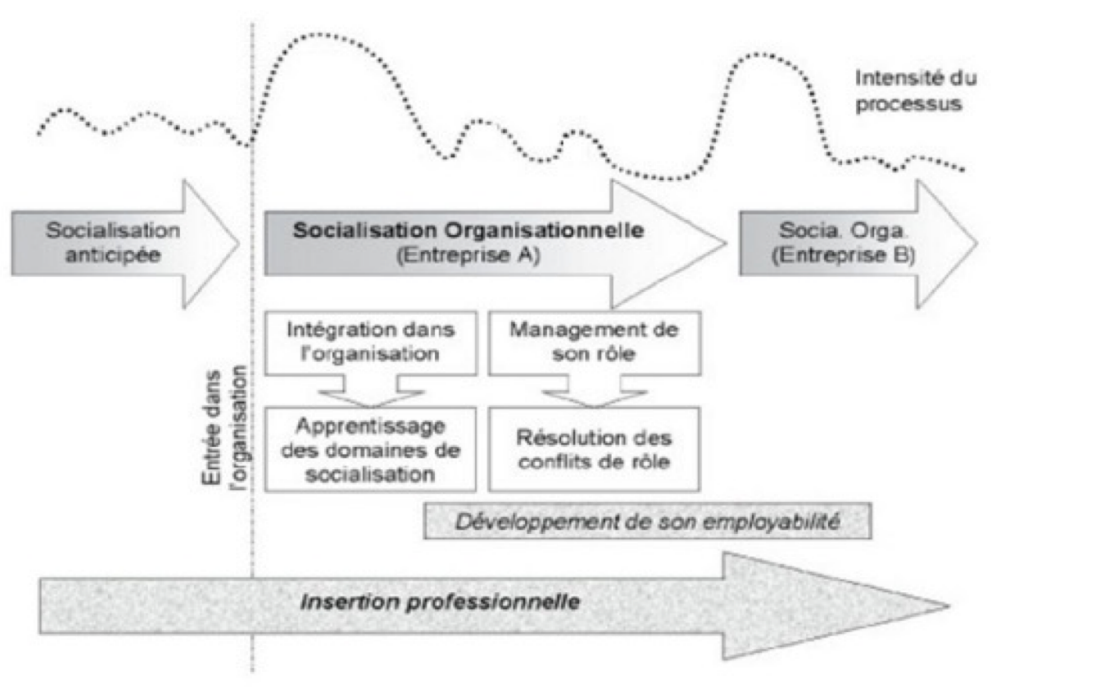 Intensité du
processus
Socialisation
anticipée
Socialisation Organisationnelle
(Entreprise A)
Socia. Orga.
(Entreprise B)
Entrée dans
l'organisation
Intégration dans
l'organisation
Management de
son rôle
Apprentissage
des domaines de
socialisation
Résolution des
conflits de rôle
Développement de son employabilité
Insertion professionnelle